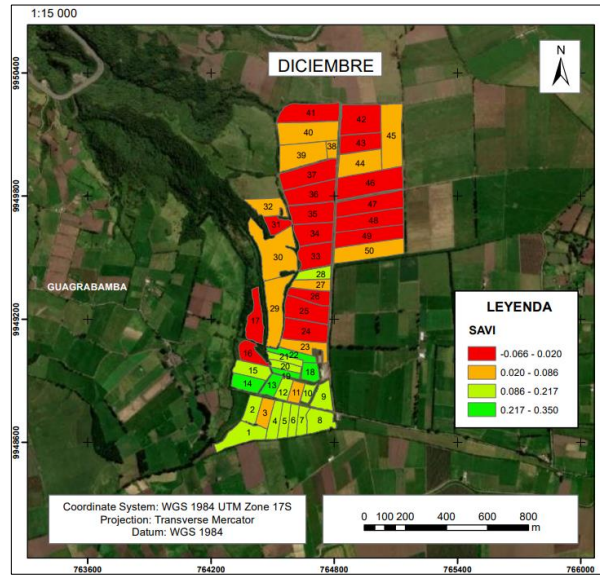 1:15 000
DICIEMBRE
N
9950400
9949800
9949200
9948600
41
42
45
40
43
38
39
44
37
46
36
32
47
35
48
31
34
49
30
33
50
28
27
GUAGRABAMBA
26
29
25
17
24
23
16
21 22
20
15
18
19
14
13
12 11 10
9
2
3
4 5 6 7 8
1
LEYENDA
SAVI
-0.066 - 0.020
0.020 - 0.086
0.086 - 0.217
0.217 - 0.350
Coordinate System: WGS 1984 UTM Zone 17S
Projection: Transverse Mercator
Datum: WGS 1984
0 100 200 400 600 800
m
763600 764200 764800 765400 766000